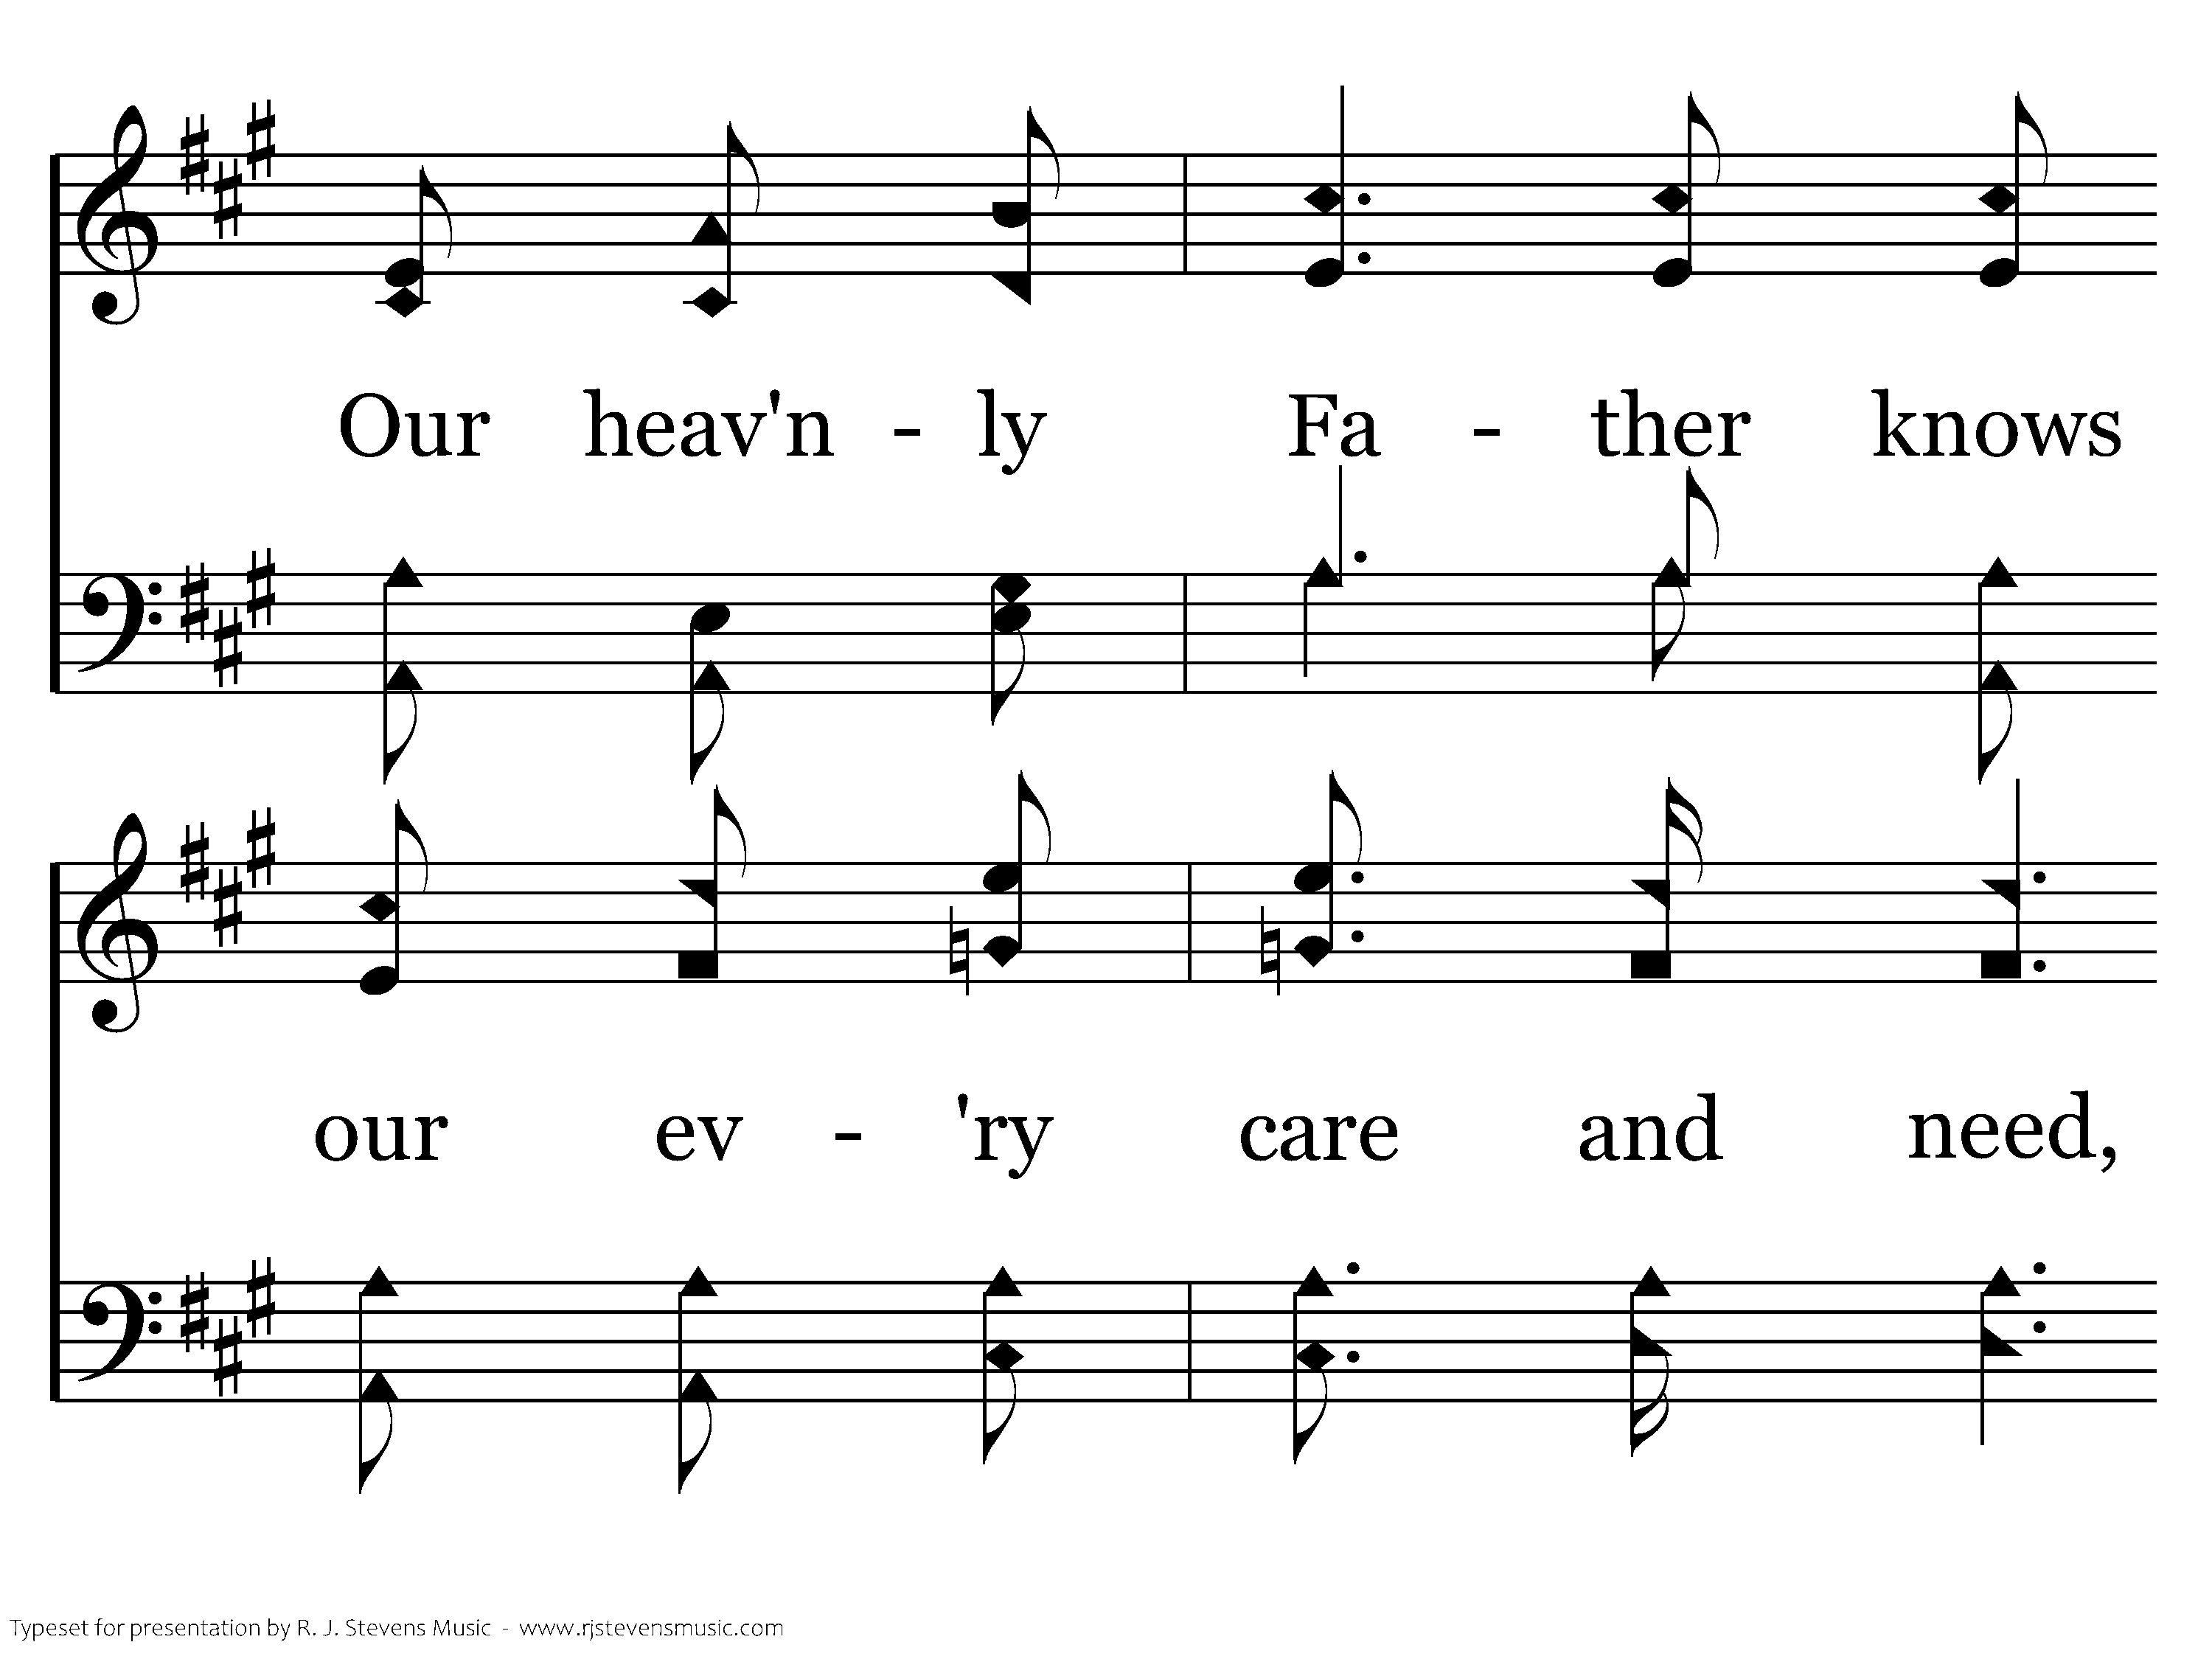 Our heav'n - ly Fa - ther knows
our ev - 'ry care and need,
Typeset for presentation by R. J. Stevens Music - www.rjstevensmusic.com